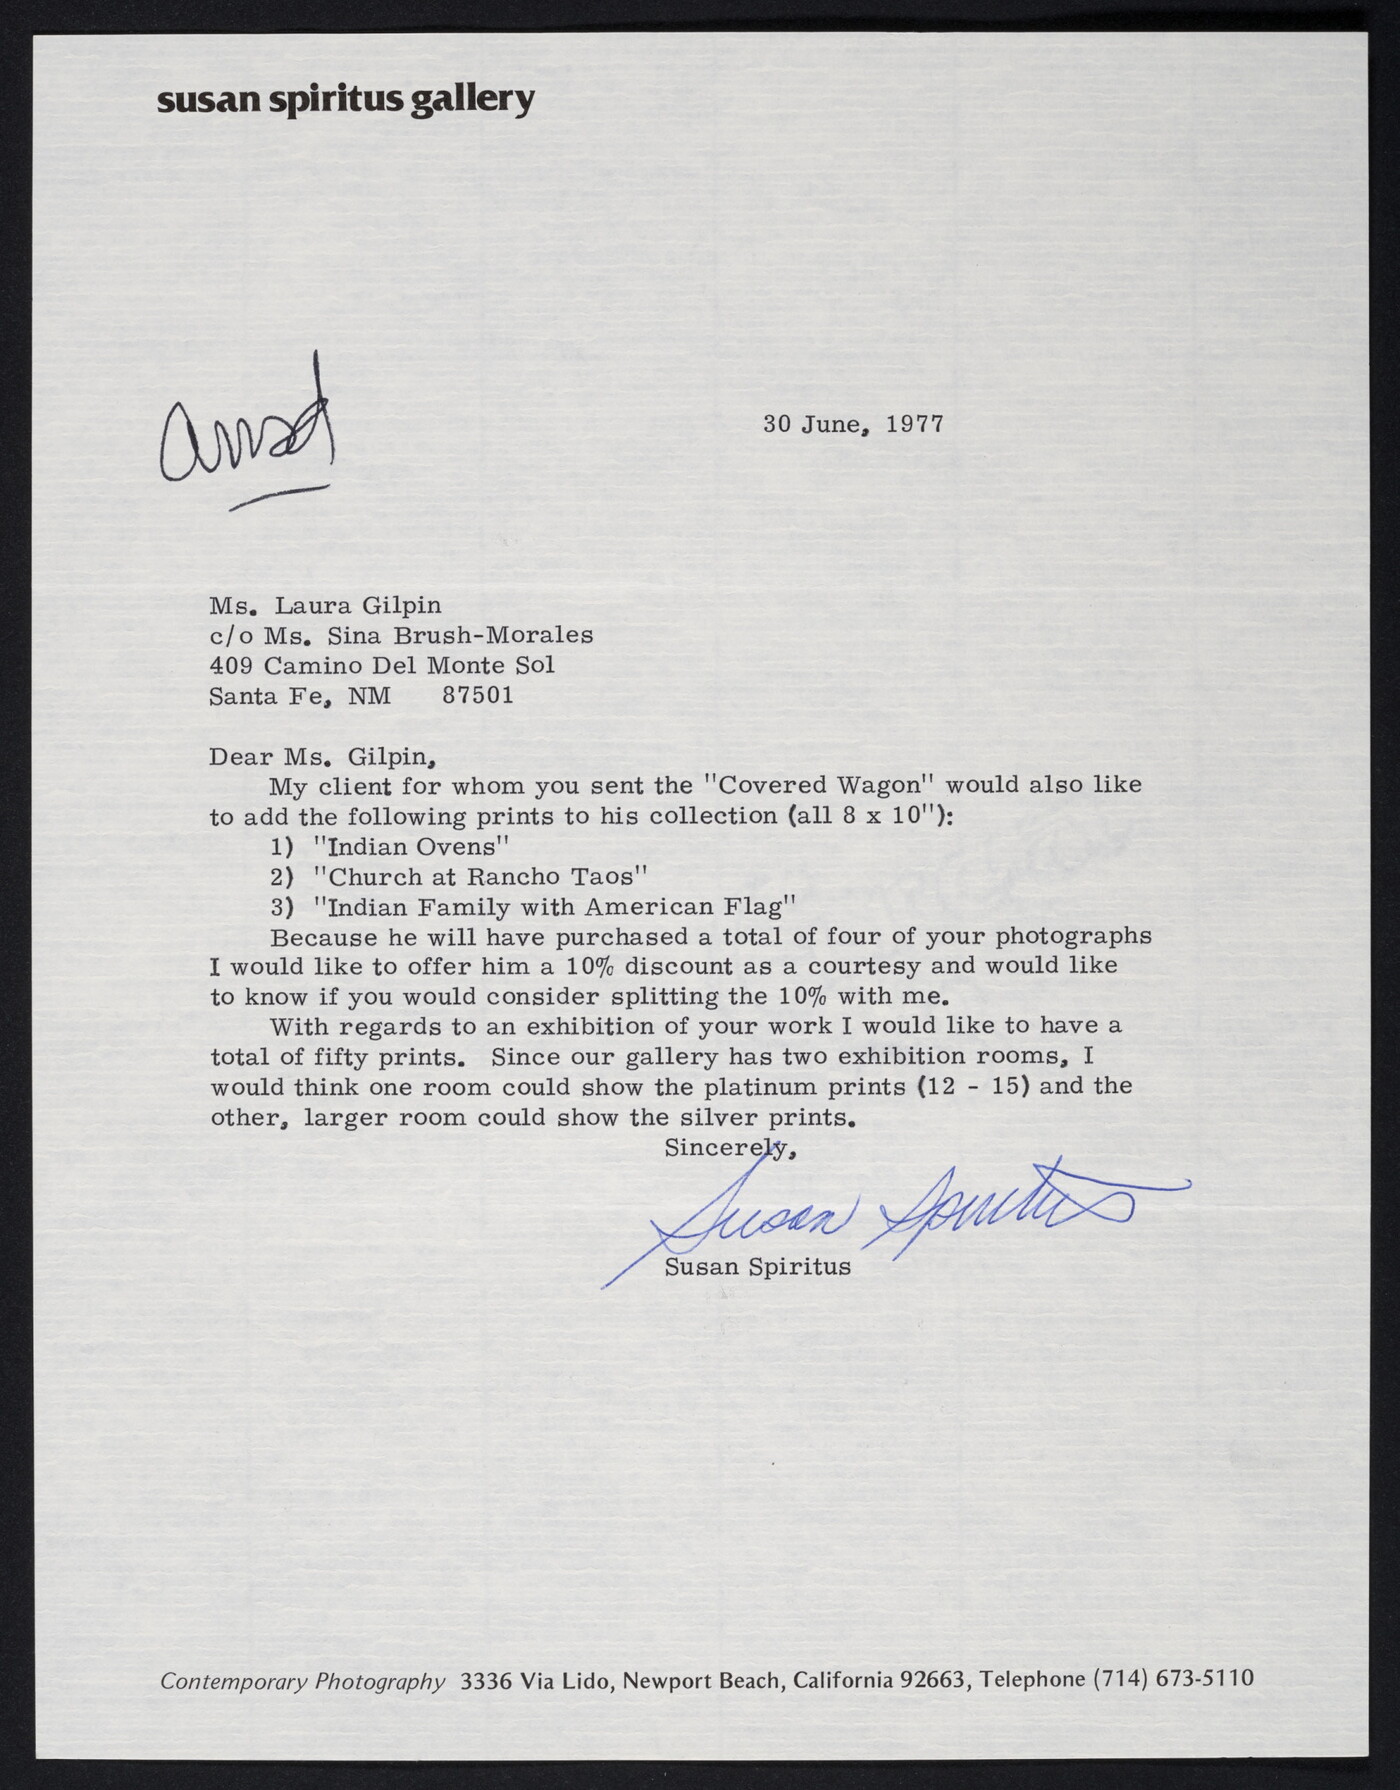 susan spiritus gallery
30 June, 1977
Ms. Laura Gilpin
c/o Ms. Sina Brush-Morales
409 Camino Del Monte Sol
Santa Fe, NM 87501
Dear Ms. Gilpin,
My client for whom you sent the "Covered Wagon" would also like
to add the following prints to his collection (all 8 x 10"):
1) "Indian Ovens"
2) "Church at Rancho Taos"
3) "Indian Family with American Flag"
Because he will have purchased a total of four of your photographs
I would like to offer him a 10% discount as a courtesy and would like
to know if you would consider splitting the 10% with me.
With regards to an exhibition of your work I would like to have a
total of fifty prints. Since our gallery has two exhibition rooms, I
would think one room could show the platinum prints (12 - 15) and the
other, larger room could show the silver prints.
Sincerely,
Susan Spiritus
Susan Spiritus
Contemporary Photography 3336 Via Lido, Newport Beach, California 92663, Telephone (714) 673-5110